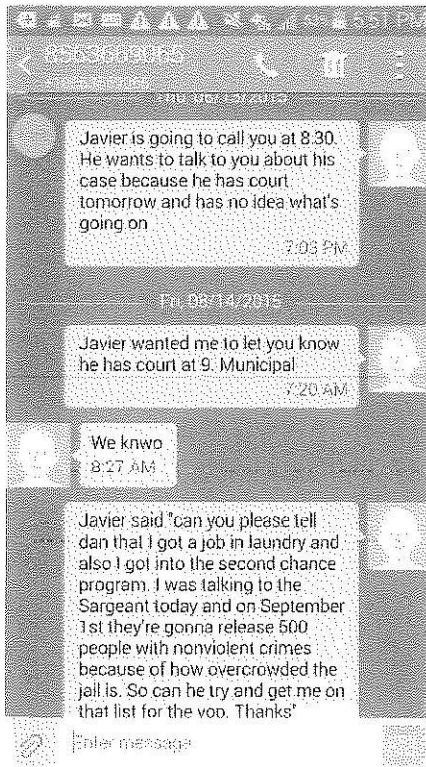 5:51 PM
8563669065
Javier is going to call you at 8:30.
He wants to talk to you about his
case because he has court
tomorrow and has no idea what's
going on
7:03 PM
Fri, 08/14/2015
Javier wanted me to let you know
he has court at 9. Municipal
7:20 AM
We knwo
8:27 AM
Javier said "can you please tell
dan that I got a job in laundry and
also I got into the second chance
program. I was talking to the
Sargeant today and on September
1st they're gonna release 500
people with nonviolent crimes
because of how overcrowded the
jail is. So can he try and get me on
that list for the vop. Thanks"
Enter message